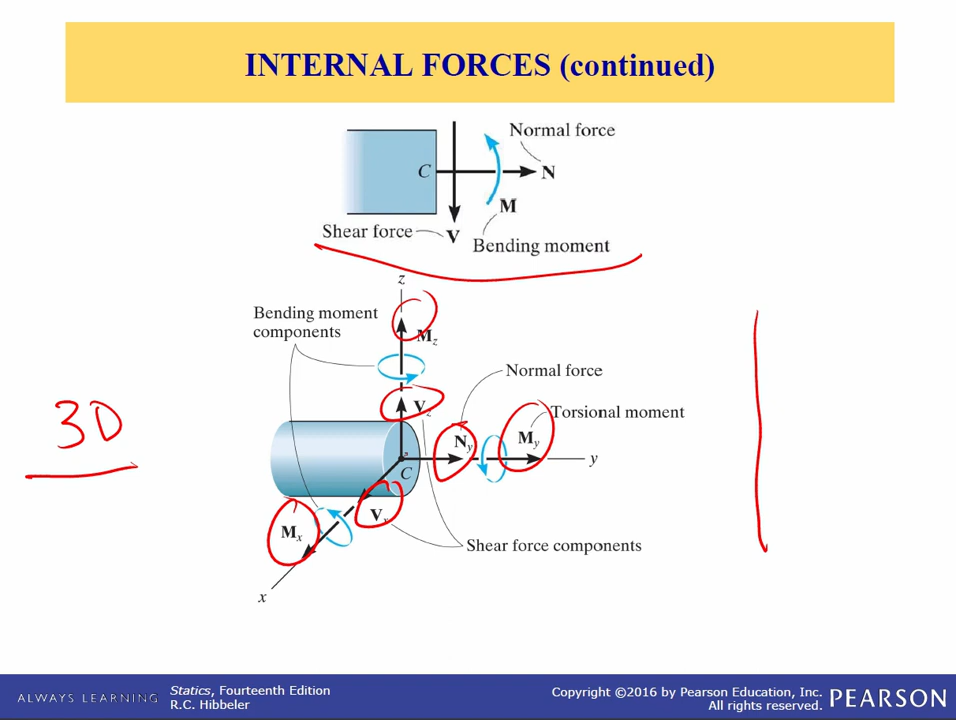 INTERNAL FORCES (continued)
Normal force
C
N
M
Shear force
V
Bending moment
z
Bending moment
components
M_z
Normal force
V_z
Torsional moment
3D
N_y
M_y
y
C
V_x
M_x
Shear force components
x
ALWAYS LEARNING
Statics, Fourteenth Edition
R.C. Hibbeler
Copyright ©2016 by Pearson Education, Inc.
All rights reserved.
PEARSON